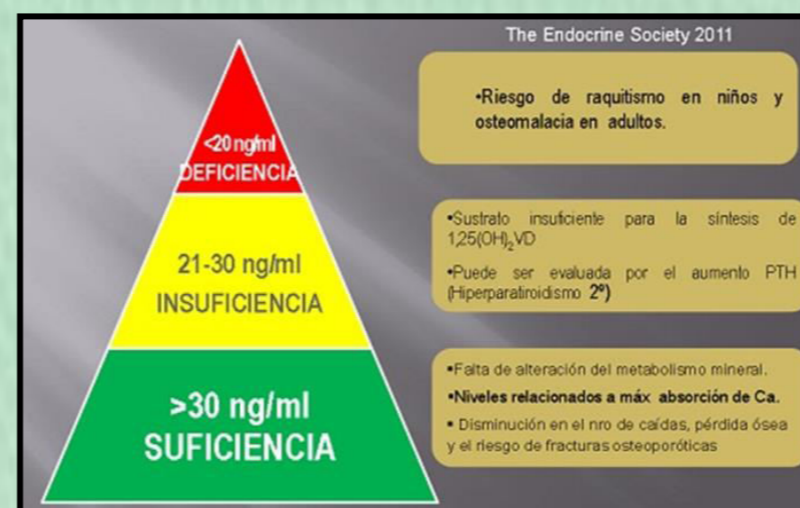 The Endocrine Society 2011
<20 ng/ml
DEFICIENCIA
•Riesgo de raquitismo en niños y
osteomalacia en adultos.
21-30 ng/ml
INSUFICIENCIA
•Sustrato insuficiente para la síntesis de
1,25(OH)₂VD
•Puede ser evaluada por el aumento PTH
(Hiperparatiroidismo 2º)
>30 ng/ml
SUFICIENCIA
•Falta de alteración del metabolismo mineral.
•Niveles relacionados a máx absorción de Ca.
• Disminución en el nro de caídas, pérdida ósea
y el riesgo de fracturas osteoporóticas